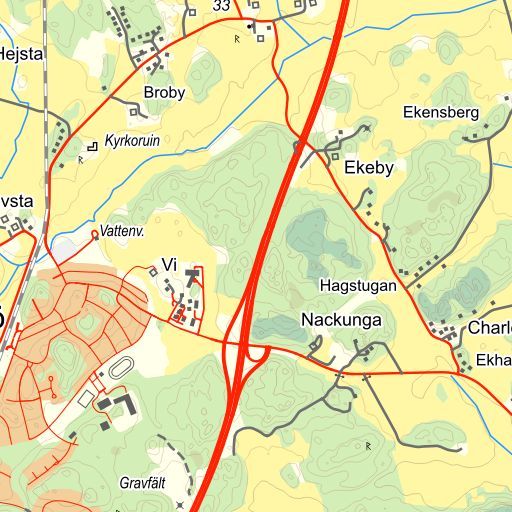 33
Hejsta
Broby
Ekensberg
Kyrkoruin
Ekeby
vsta
Vattenv.
Vi
Hagstugan
Nackunga
Charl
Ekha
Gravfält
R
R
R
R